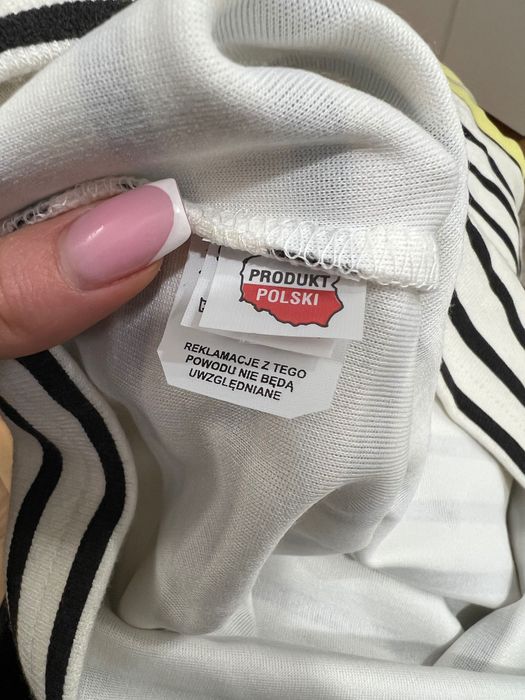 PRODUKT
POLSKI
REKLAMACJE Z TEGO
POWODU NIE BĘDĄ
UWZGLĘDNIANE